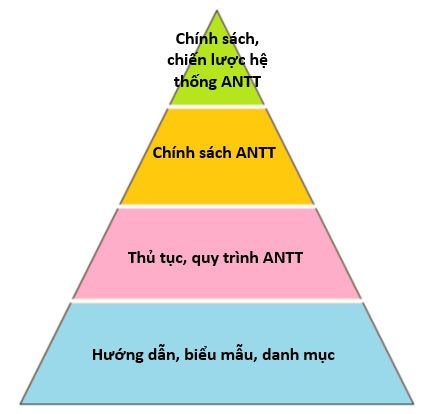 Chính sách,
chiến lược hệ
thống ANTT
Chính sách ANTT
Thủ tục, quy trình ANTT
Hướng dẫn, biểu mẫu, danh mục